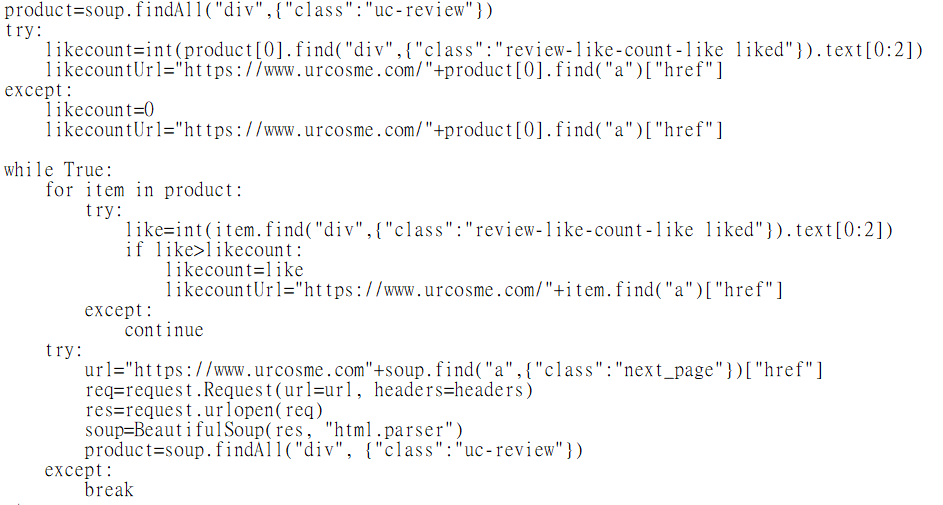 product=soup.findAll("div",{"class":"uc-review"})
try:
    likecount=int(product[0].find("div",{"class":"review-like-count-like liked"}).text[0:2])
    likecountUrl="https://www.urcosme.com/"+product[0].find("a")["href"]
except:
    likecount=0
    likecountUrl="https://www.urcosme.com/"+product[0].find("a")["href"]

while True:
    for item in product:
        try:
            like=int(item.find("div",{"class":"review-like-count-like liked"}).text[0:2])
            if like>likecount:
                likecount=like
                likecountUrl="https://www.urcosme.com/"+item.find("a")["href"]
        except:
            continue
    try:
        url="https://www.urcosme.com"+soup.find("a",{"class":"next_page"})["href"]
        req=request.Request(url=url, headers=headers)
        res=request.urlopen(req)
        soup=BeautifulSoup(res, "html.parser")
        product=soup.findAll("div", {"class":"uc-review"})
    except:
        break